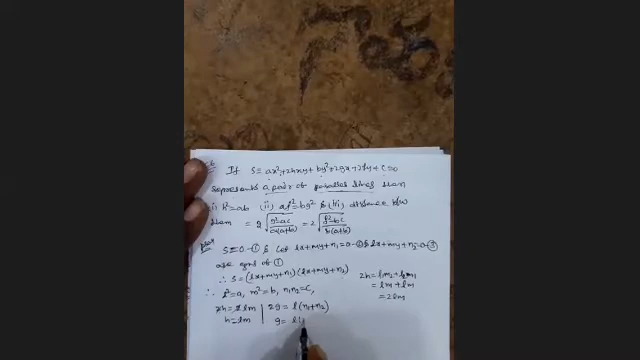 If S≡ax²+2hxy+by²+2gx+2fy+c=0
represents a pair of parallel lines then
(i) h²=ab (ii) af²=bg² & (iii) distance b/w
them = 2√(g²-ac / a(a+b)) = 2√(f²-bc / b(a+b))
S≡0-① & let lx+my+n₁=0-② & lx+my+n₂=0-③
are eqns of ①
∴ S≡(lx+my+n₁)(lx+my+n₂)
∴ l²=a, m²=b, n₁n₂=c,
2h=2lm | 2g= l(n₁+n₂)
h=lm | g= l(
2h=lm+lm
=lm+lm
=2lm